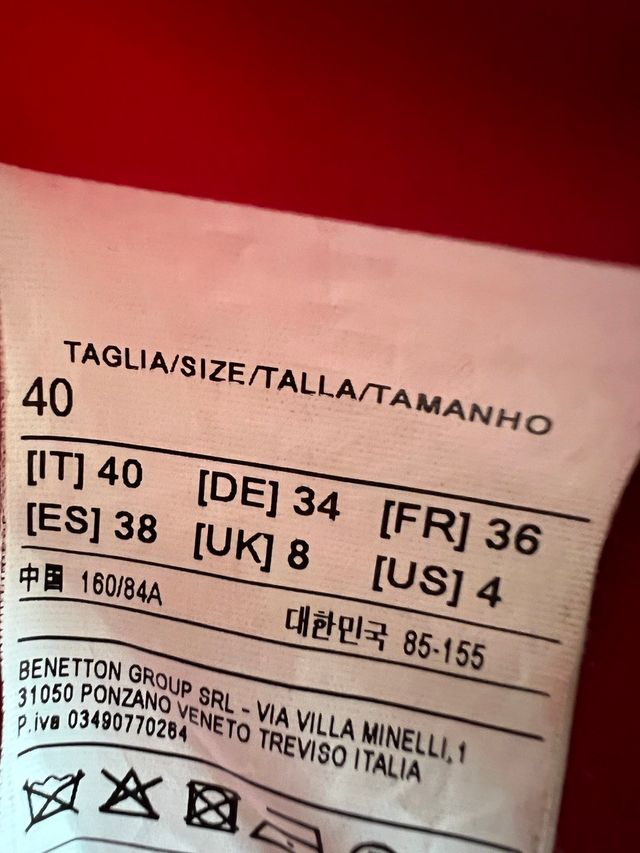 TAGLIA/SIZE/TALLA/TAMANHO
40
[IT] 40 [DE] 34 [FR] 36
[ES] 38 [UK] 8 [US] 4
中国 160/84A 대한민국 85-155
BENETTON GROUP SRL - VIA VILLA MINELLI, 1
31050 PONZANO VENETO TREVISO ITALIA
P.iva 03490770264